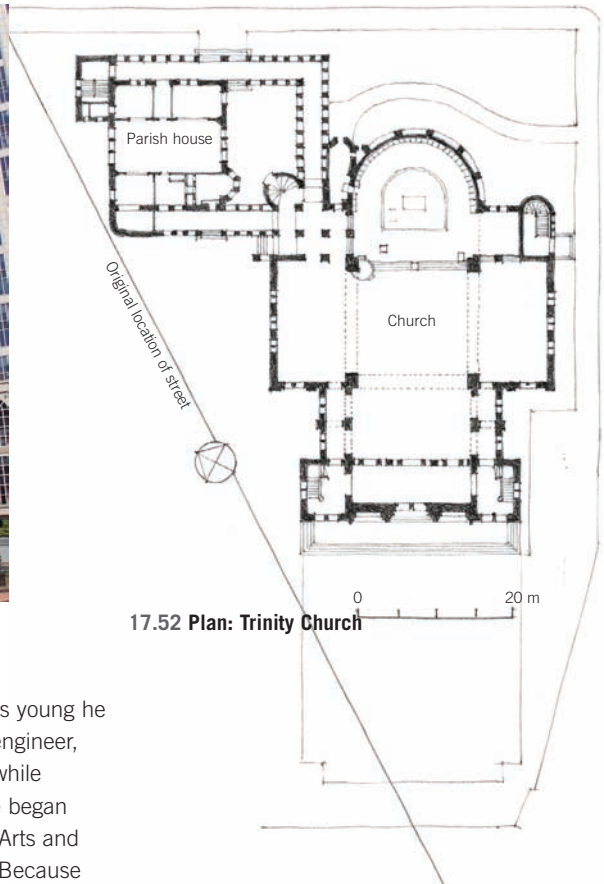 Parish house
Original location of street
Church
0 20 m
17.52 Plan: Trinity Church
s young he
engineer,
while
began
Arts and
Because